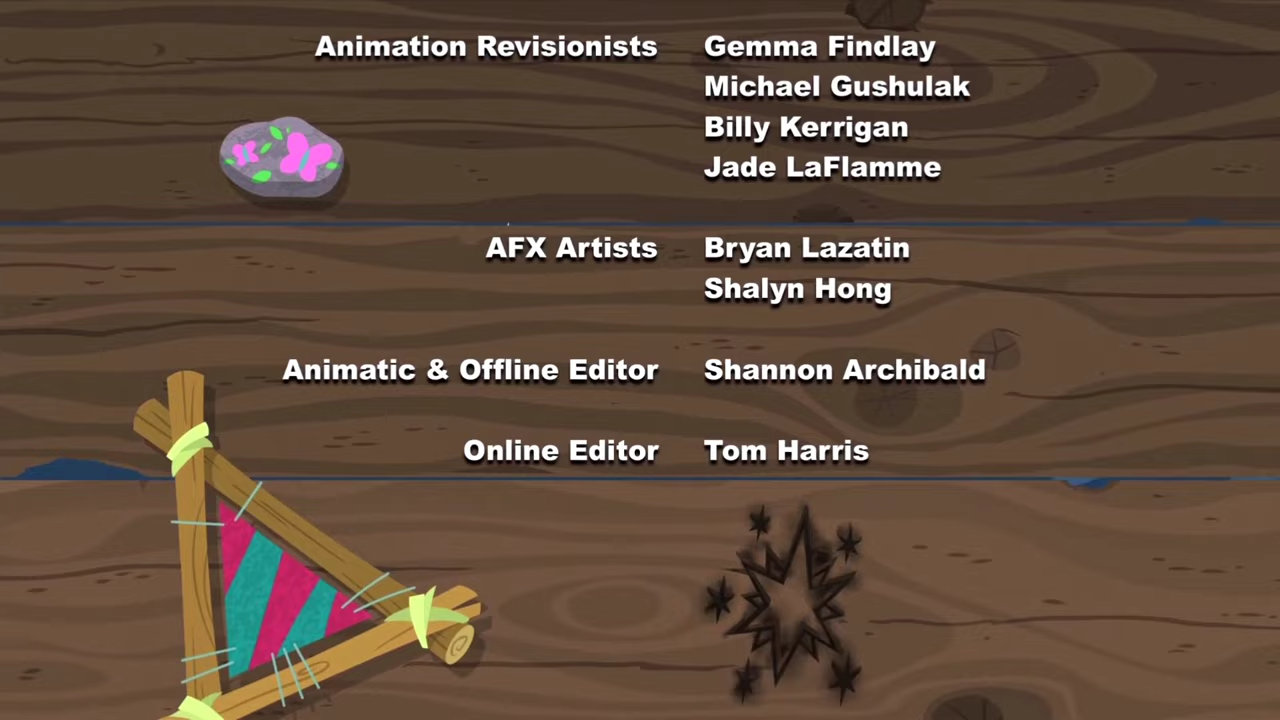 Animation Revisionists Gemma Findlay
Michael Gushulak
Billy Kerrigan
Jade LaFlamme
AFX Artists Bryan Lazatin
Shalyn Hong
Animatic & Offline Editor Shannon Archibald
Online Editor Tom Harris